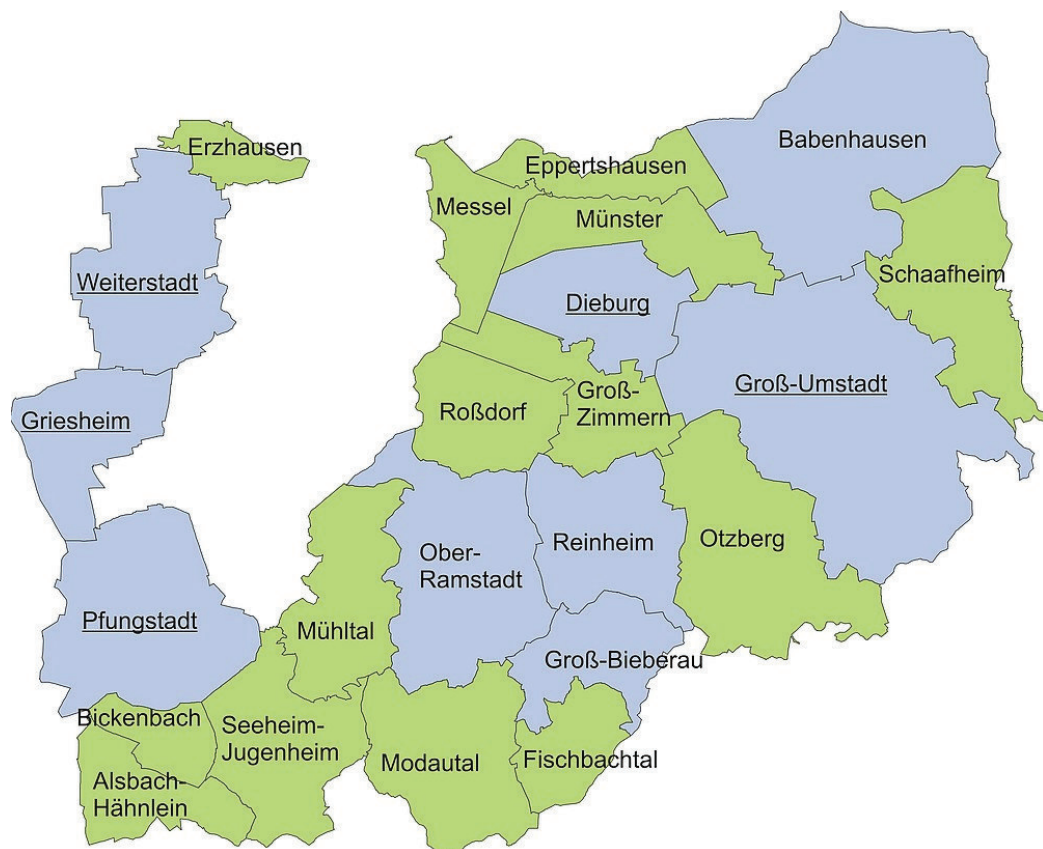 Babenhausen
Erzhausen
Eppertshausen
Messel
Münster
Schaafheim
Weiterstadt
Dieburg
Groß-Umstadt
Groß-
Zimmern
Roßdorf
Griesheim
Otzberg
Reinheim
Ober-
Ramstadt
Pfungstadt
Mühltal
Groß-Bieberau
Bickenbach
Seeheim-
Jugenheim
Modautal
Fischbachtal
Alsbach-
Hähnlein